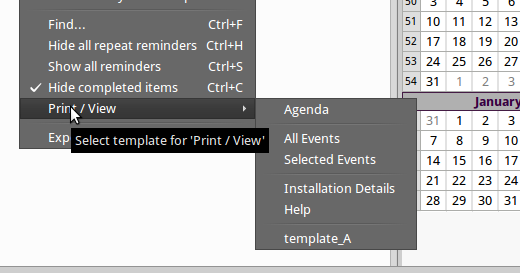 Find... Ctrl+F
Hide all repeat reminders Ctrl+H
Show all reminders Ctrl+S
Hide completed items Ctrl+C
Print / View
Exp
Select template for 'Print / View'
Agenda
All Events
Selected Events
Installation Details
Help
template_A
50 3 4 5 6
51 10 11 12 13
52 17 18 19 20
53 24 25 26 27
54 31 1 2 3
January
31 1 2 3
7 8 9 10
14 15 16 17
21 22 23 24
28 29 30 31